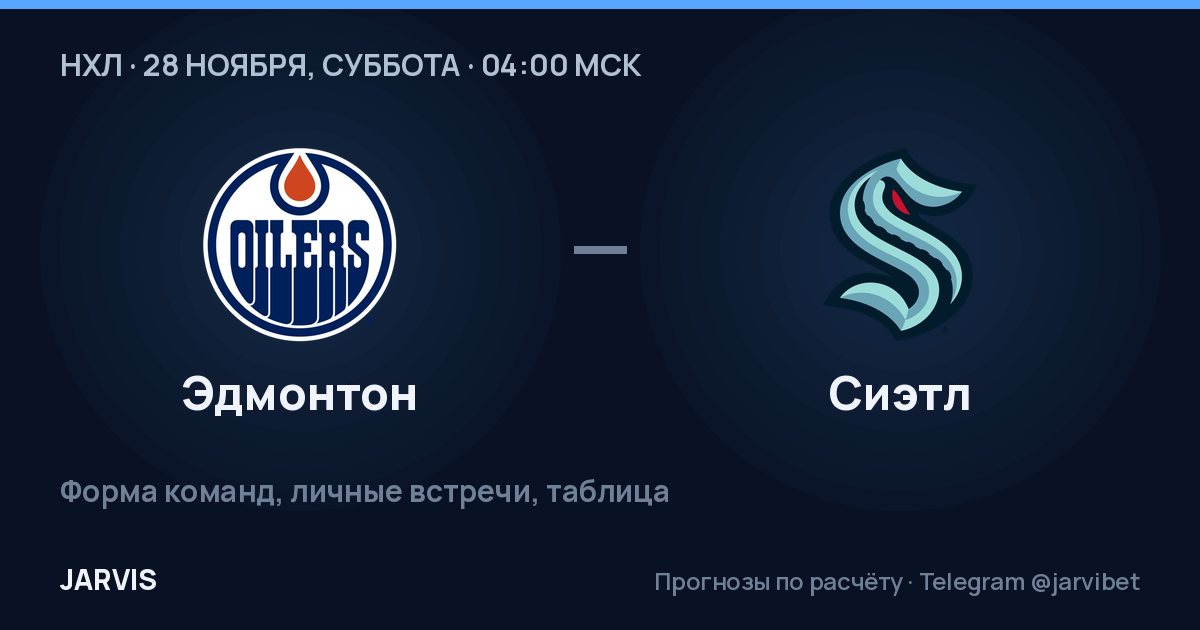 НХЛ · 28 НОЯБРЯ, СУББОТА · 04:00 МСК
OILERS
—
Эдмонтон
Сиэтл
Форма команд, личные встречи, таблица
JARVIS
Прогнозы по расчёту · Telegram @jarvibet